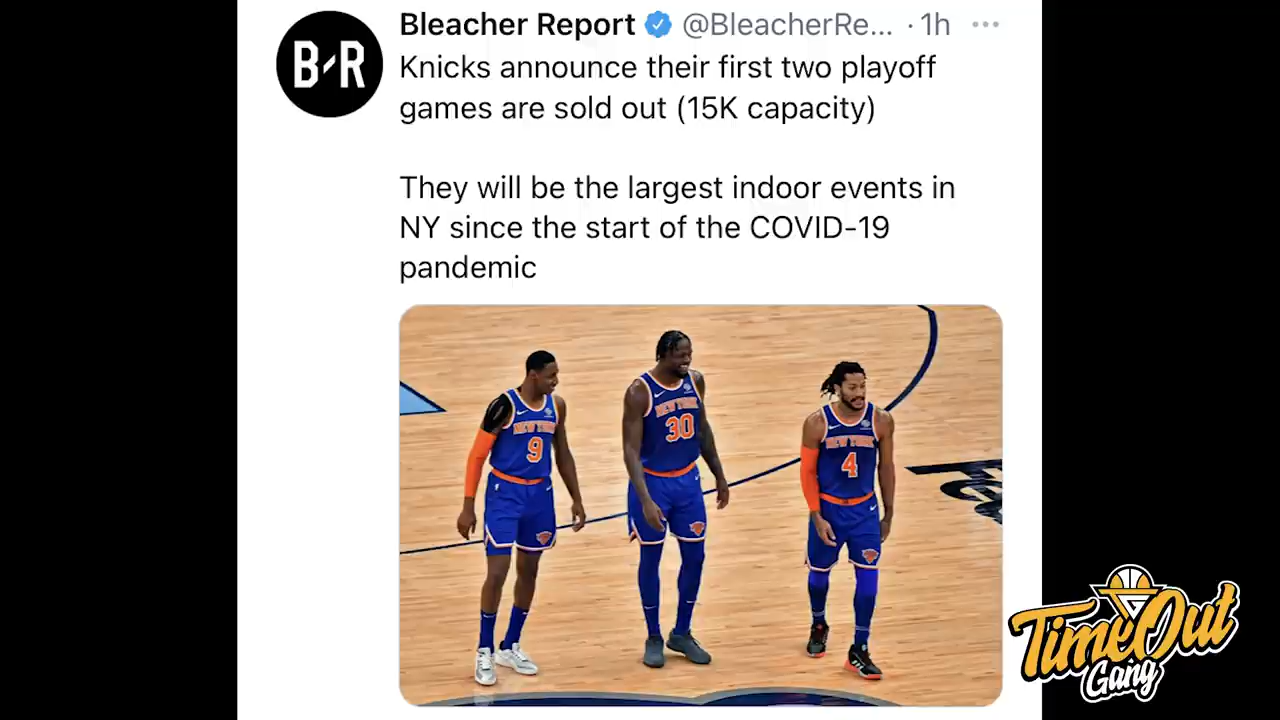 B/R
Bleacher Report @BleacherRe... · 1h ...
Knicks announce their first two playoff
games are sold out (15K capacity)
They will be the largest indoor events in
NY since the start of the COVID-19
pandemic
NEW YORK
9
NEW YORK
30
NEW YORK
4
TimeOut
Gang